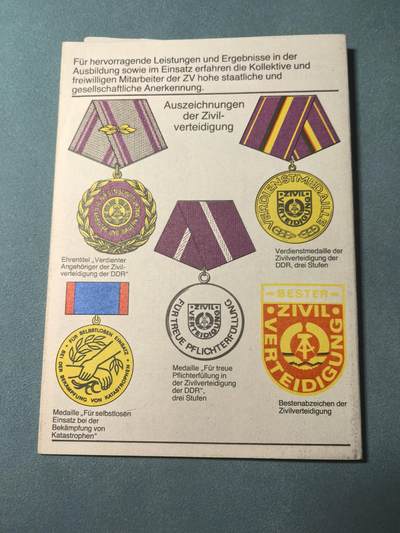 Für hervorragende Leistungen und Ergebnisse in der
Ausbildung sowie im Einsatz erfahren die Kollektive und
freiwilligen Mitarbeiter der ZV hohe staatliche und
gesellschaftliche Anerkennung.
Auszeichnungen
der Zivil-
verteidigung
VERDIENSTMEDAILLE
ZIVIL
VERTEIDIGUNG
Ehrentitel „Verdienter
Angehöriger der Zivil-
verteidigung der DDR"
Verdienstmedaille der
Zivilverteidigung der
DDR, drei Stufen
ZIVIL
VERTEIDIGUNG
FÜR TREUE PFLICHTERFÜLLUNG
BESTER
ZIVIL
VERTEIDIGUNG
FÜR SELBSTLOSEN EINSATZ
BEI DER BEKÄMPFUNG VON KATASTROPHEN
Medaille „Für treue
Pflichterfüllung in
der Zivilverteidigung
der DDR",
drei Stufen
Bestenabzeichen der
Zivilverteidigung
Medaille „Für selbstlosen
Einsatz bei der
Bekämpfung von
Katastrophen"